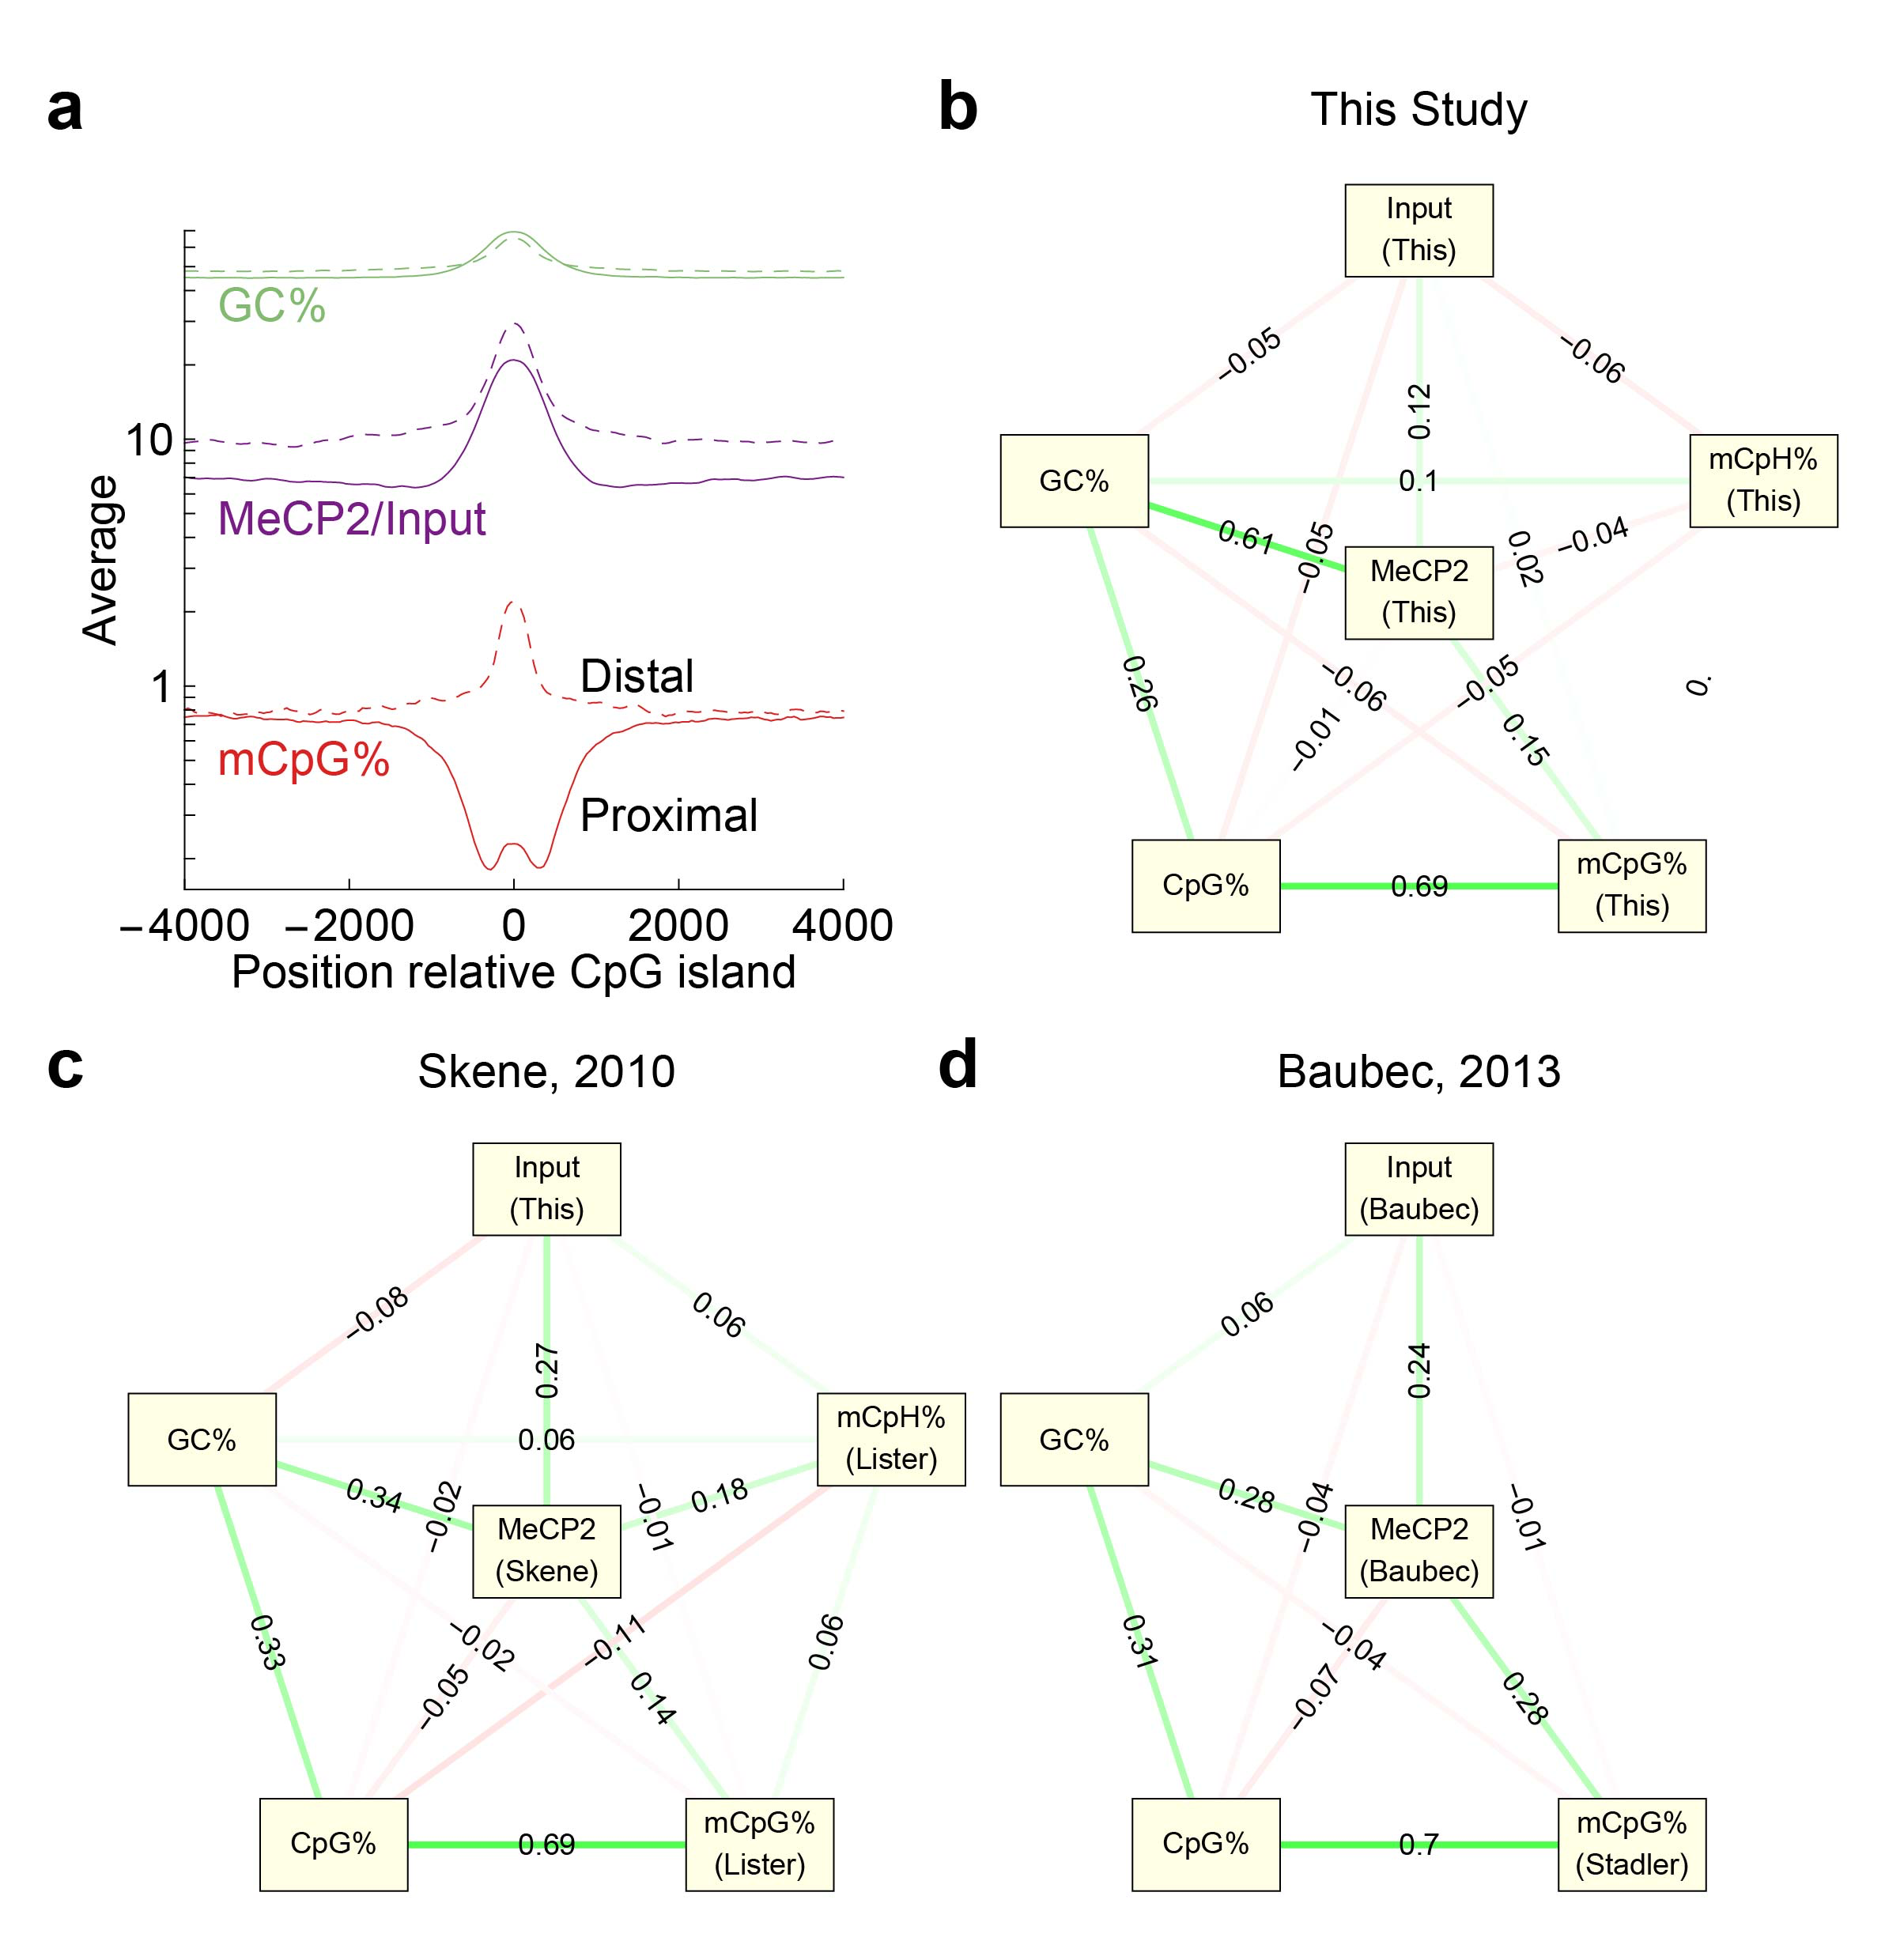 a
GC%
10
MeCP2/Input
Average
1
Distal
mCpG%
Proximal
−4000 −2000 0 2000 4000
Position relative CpG island
b
This Study
Input
(This)
−0.05
−0.06
0.12
GC%
0.1
mCpH%
(This)
0.61
−0.05
0.02
−0.04
MeCP2
(This)
0.26
−0.06
−0.05
0.
−0.01
0.15
CpG%
0.69
mCpG%
(This)
c
Skene, 2010
Input
(This)
−0.08
0.06
0.27
GC%
0.06
mCpH%
(Lister)
0.34
−0.02
−0.01
0.18
MeCP2
(Skene)
0.33
−0.02
−0.11
0.06
−0.05
0.14
CpG%
0.69
mCpG%
(Lister)
d
Baubec, 2013
Input
(Baubec)
0.06
0.24
GC%
0.28
−0.04
−0.01
MeCP2
(Baubec)
0.31
−0.04
−0.07
0.28
CpG%
0.7
mCpG%
(Stadler)